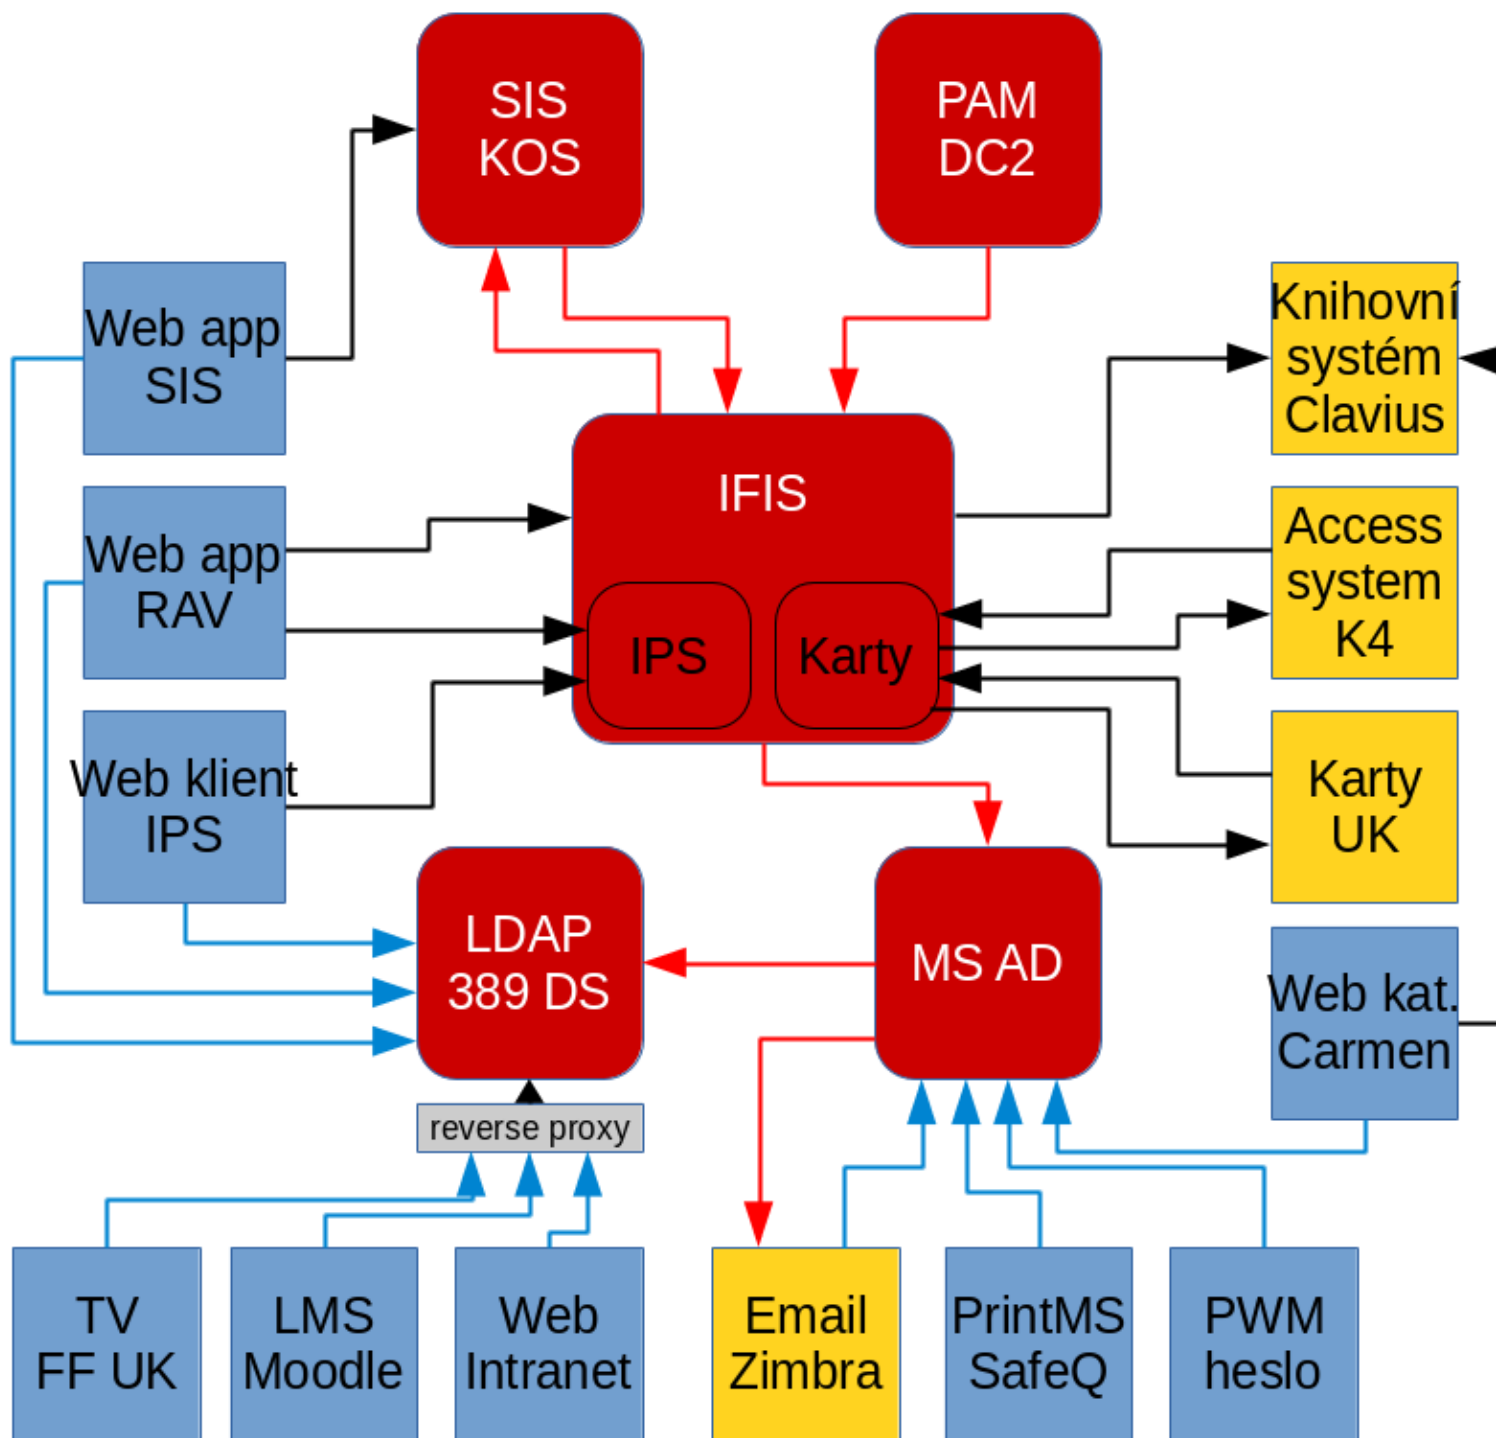 SIS
KOS
PAM
DC2
Web app
SIS
Knihovní
systém
Clavius
IFIS
Web app
RAV
Access
system
K4
IPS
Karty
Web klient
IPS
Karty
UK
LDAP
389 DS
MS AD
Web kat.
Carmen
reverse proxy
TV
FF UK
LMS
Moodle
Web
Intranet
Email
Zimbra
PrintMS
SafeQ
PWM
heslo